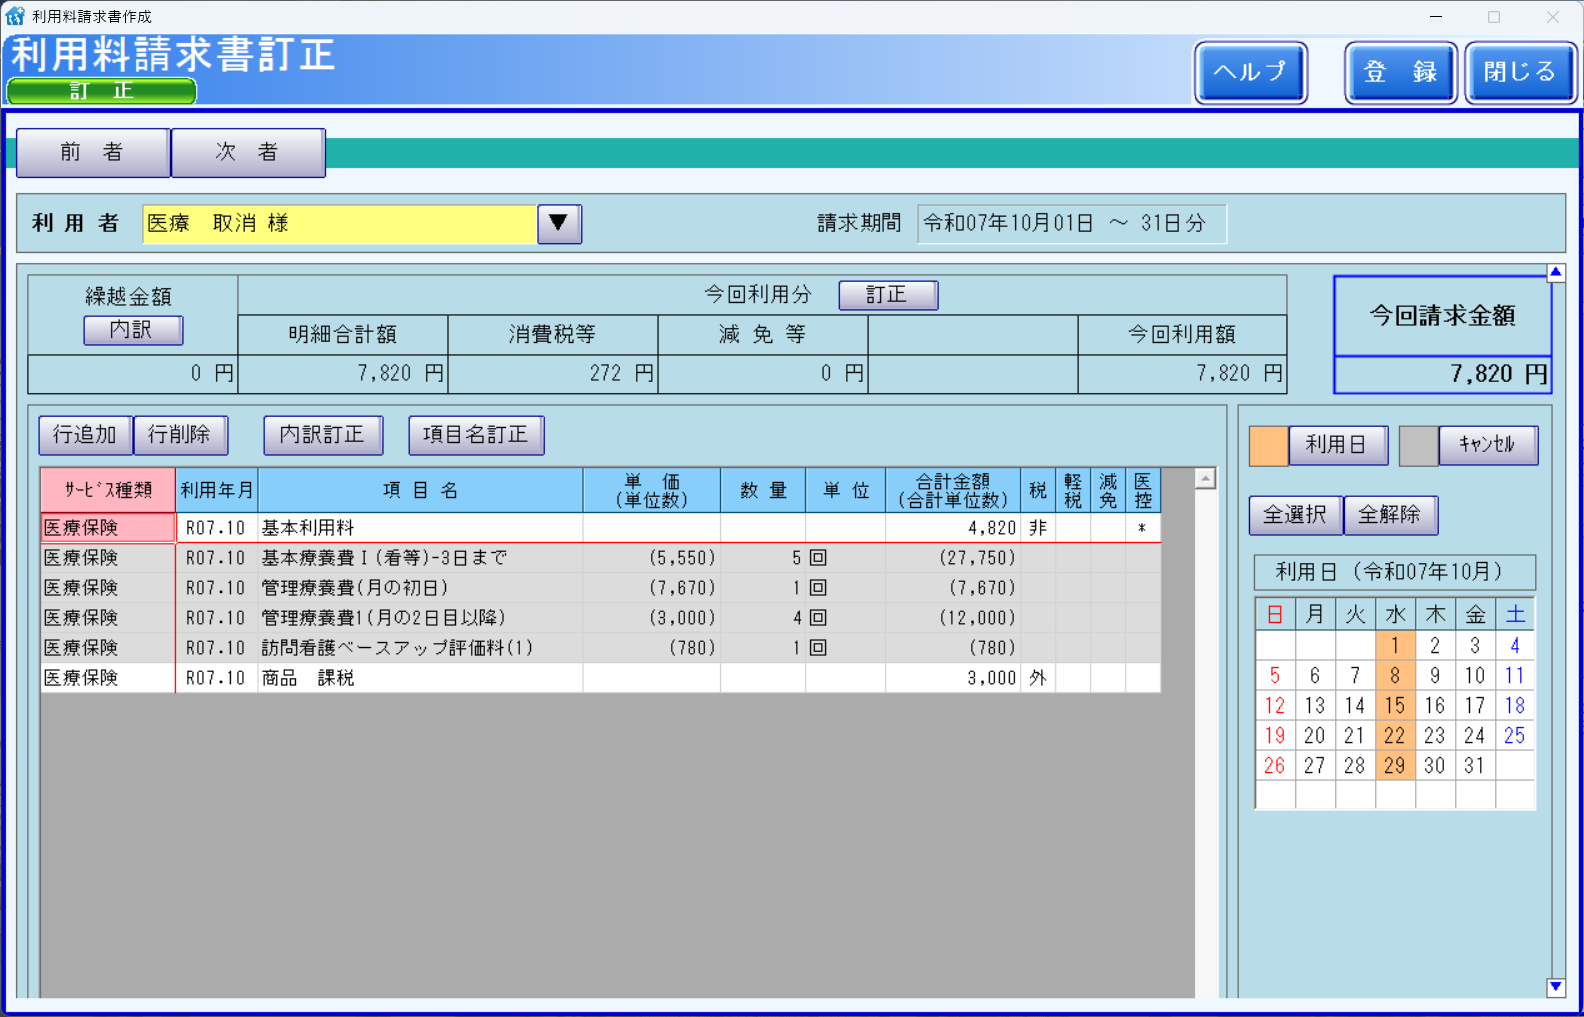 利用料請求書作成
利用料請求書訂正
訂　正
ヘルプ
登　録
閉じる
前　者
次　者
利 用 者
医療　取消 様
▼
請求期間
令和07年10月01日 ～ 31日分
繰越金額
内訳
今回利用分
訂正
今回請求金額
明細合計額
消費税等
減 免 等
今回利用額
0 円
7,820 円
272 円
0 円
7,820 円
7,820 円
行追加
行削除
内訳訂正
項目名訂正
利用日
ｷｬﾝｾﾙ
全選択
全解除
ｻｰﾋﾞｽ種類 利用年月 項 目 名 単　価 (単位数) 数 量 単 位 合計金額 (合計単位数) 税 軽税 減免 医控
医療保険 R07.10 基本利用料 4,820 非 *
医療保険 R07.10 基本療養費Ⅰ(看等)-3日まで (5,550) 5 回 (27,750)
医療保険 R07.10 管理療養費(月の初日) (7,670) 1 回 (7,670)
医療保険 R07.10 管理療養費1(月の2日目以降) (3,000) 4 回 (12,000)
医療保険 R07.10 訪問看護ベースアップ評価料(1) (780) 1 回 (780)
医療保険 R07.10 商品　課税 3,000 外
利用日（令和07年10月）
日 月 火 水 木 金 土
1 2 3 4
5 6 7 8 9 10 11
12 13 14 15 16 17 18
19 20 21 22 23 24 25
26 27 28 29 30 31